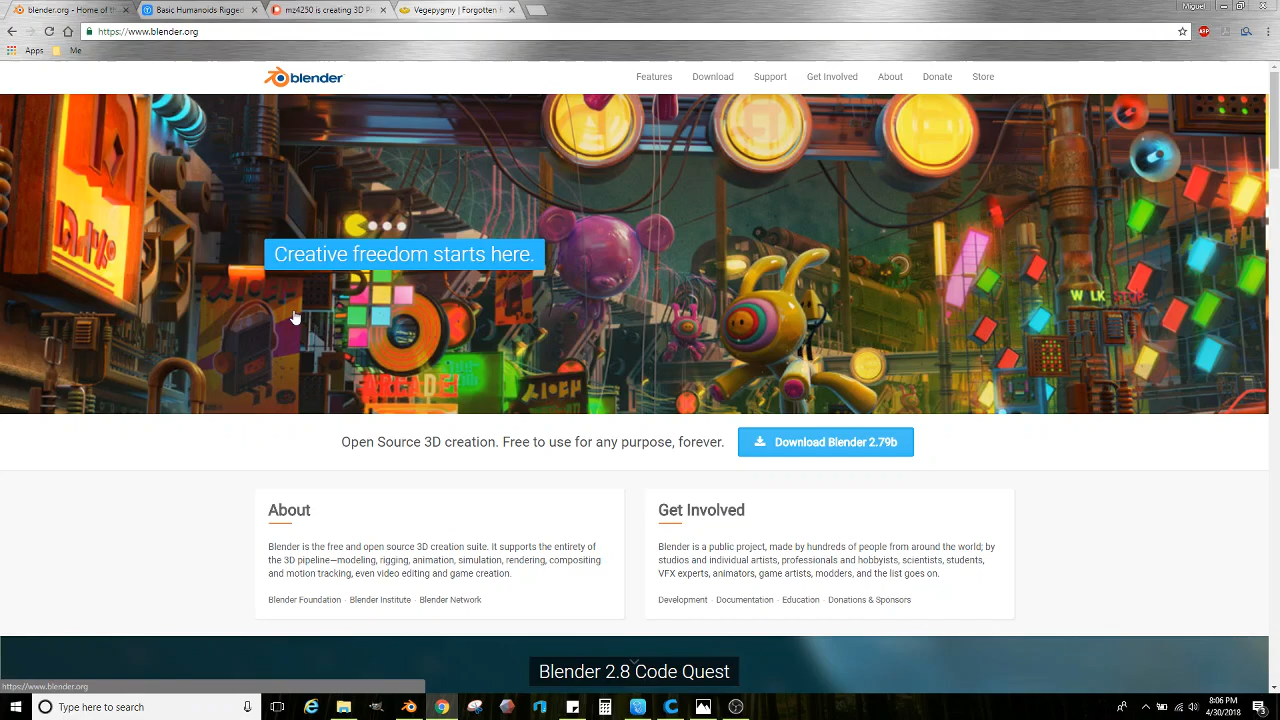 blender.org - Home of th
Basic Humanoids Rigged
mz4250 is creating 3D Pr
Vegepygmy | Forgotten R
Miguel
https://www.blender.org
Apps
Me
blender
Features
Download
Support
Get Involved
About
Donate
Store
Creative freedom starts here.
ARCADE!
시아타
W LK
Open Source 3D creation. Free to use for any purpose, forever.
Download Blender 2.79b
About
Blender is the free and open source 3D creation suite. It supports the entirety of
the 3D pipeline—modeling, rigging, animation, simulation, rendering, compositing
and motion tracking, even video editing and game creation.
Blender Foundation · Blender Institute · Blender Network
Get Involved
Blender is a public project, made by hundreds of people from around the world; by
studios and individual artists, professionals and hobbyists, scientists, students,
VFX experts, animators, game artists, modders, and the list goes on.
Development · Documentation · Education · Donations & Sponsors
Blender 2.8 Code Quest
https://www.blender.org
Type here to search
8:06 PM
4/30/2018